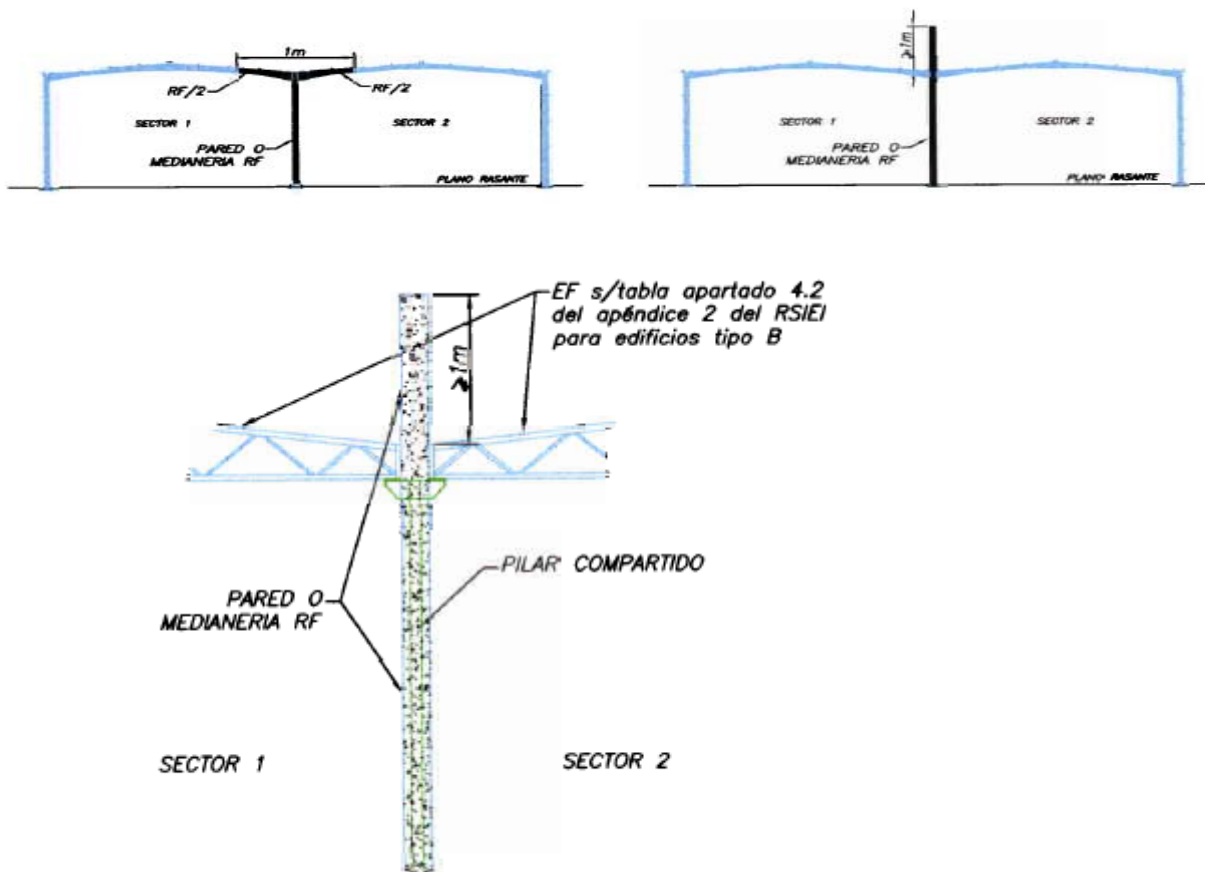 1m
RF/2
RF/2
SECTOR 1
SECTOR 2
PARED O
MEDIANERIA RF
PLANO RASANTE
≥1m
SECTOR 1
SECTOR 2
PARED O
MEDIANERIA RF
PLANO RASANTE
EF s/tabla apartado 4.2
del apéndice 2 del RSIEI
para edificios tipo B
≥1m
PILAR COMPARTIDO
PARED O
MEDIANERIA RF
SECTOR 1
SECTOR 2